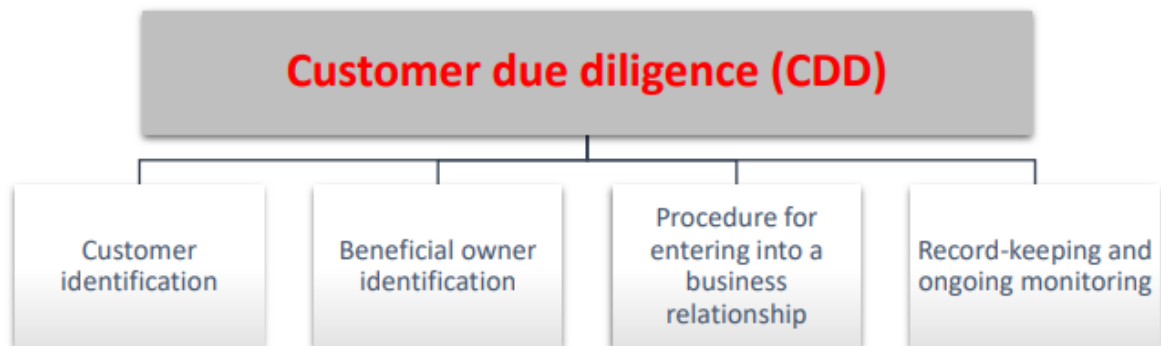 Customer due diligence (CDD)
Customer
identification
Beneficial owner
identification
Procedure for
entering into a
business
relationship
Record-keeping and
ongoing monitoring